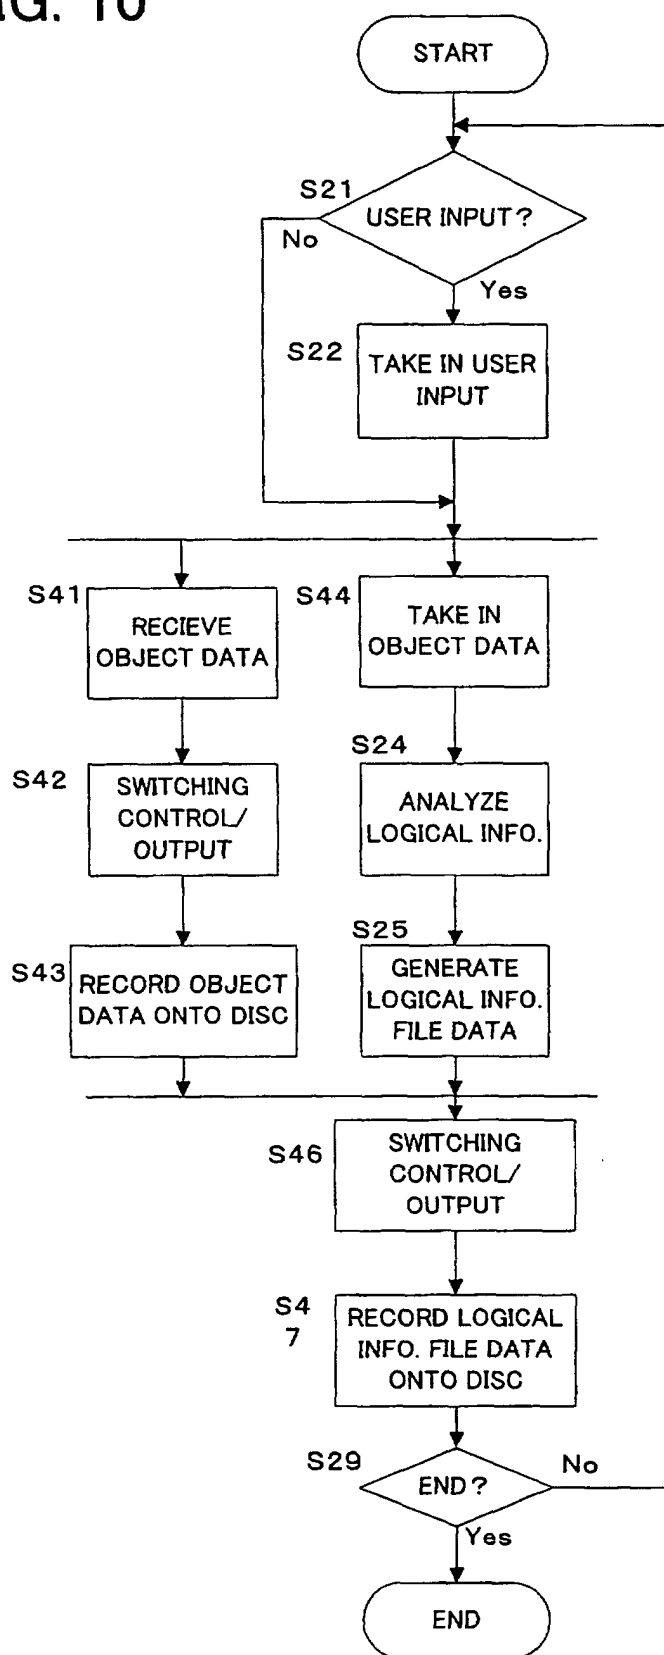 FIG. 10
START
S21
USER INPUT?
No
Yes
S22
TAKE IN USER
INPUT
S41
RECIEVE
OBJECT DATA
S44
TAKE IN
OBJECT DATA
S42
SWITCHING
CONTROL/
OUTPUT
S24
ANALYZE
LOGICAL INFO.
S43
RECORD OBJECT
DATA ONTO DISC
S25
GENERATE
LOGICAL INFO.
FILE DATA
S46
SWITCHING
CONTROL/
OUTPUT
S4
7
RECORD LOGICAL
INFO. FILE DATA
ONTO DISC
S29
END?
No
Yes
END